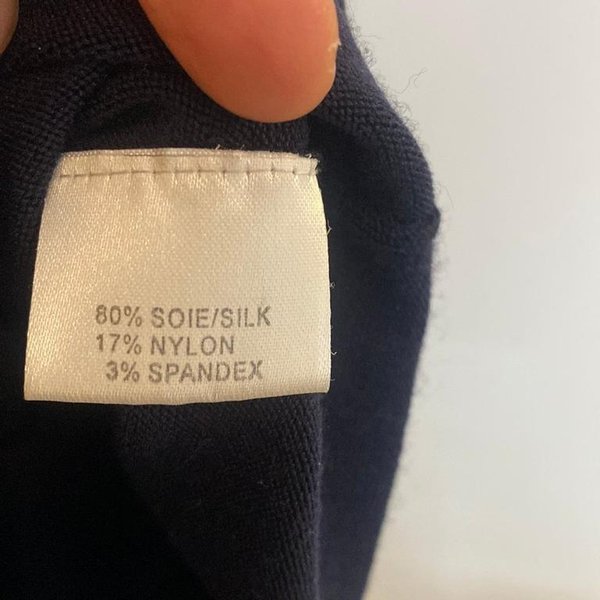 80% SOIE/SILK
17% NYLON
3% SPANDEX